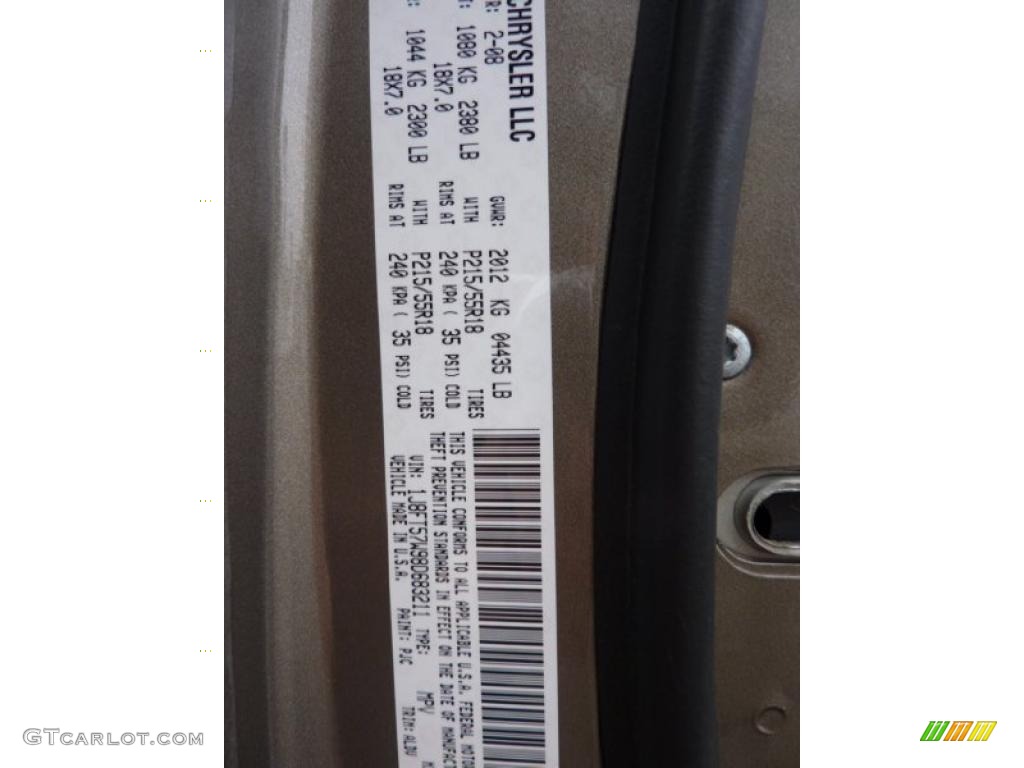 CHRYSLER LLC
2-08 GVWR: 2012 KG 04435 LB
1080 KG 2380 LB WITH P215/55R18 TIRES
18X7.0 RIMS AT 240 KPA ( 35 PSI) COLD
1044 KG 2300 LB WITH P215/55R18 TIRES
18X7.0 RIMS AT 240 KPA ( 35 PSI) COLD
THIS VEHICLE CONFORMS TO ALL APPLICABLE U.S.A. FEDERAL MOTOR
THEFT PREVENTION STANDARDS IN EFFECT ON THE DATE OF MANUFACT
VIN: 1J8FT57W98D683211 TYPE: MPV
VEHICLE MADE IN U.S.A. PAINT: PJC TRIM: ALDV
GTCARLOT.COM